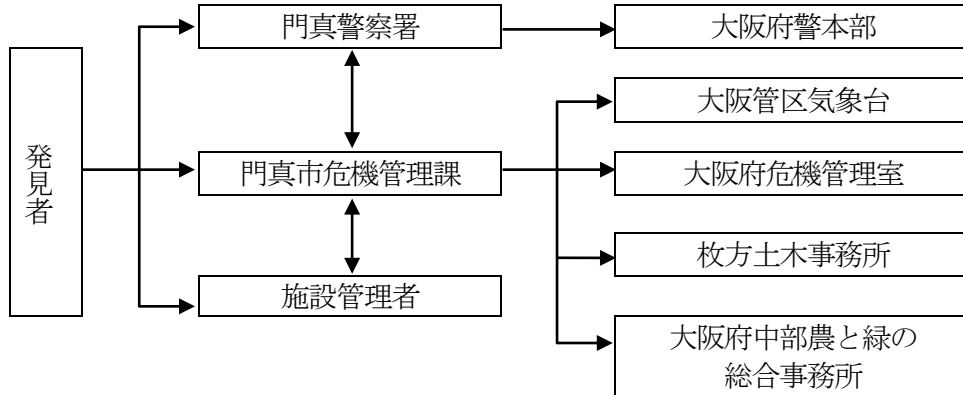 発見者
門真警察署
門真市危機管理課
施設管理者
大阪府警本部
大阪管区気象台
大阪府危機管理室
枚方土木事務所
大阪府中部農と緑の
総合事務所